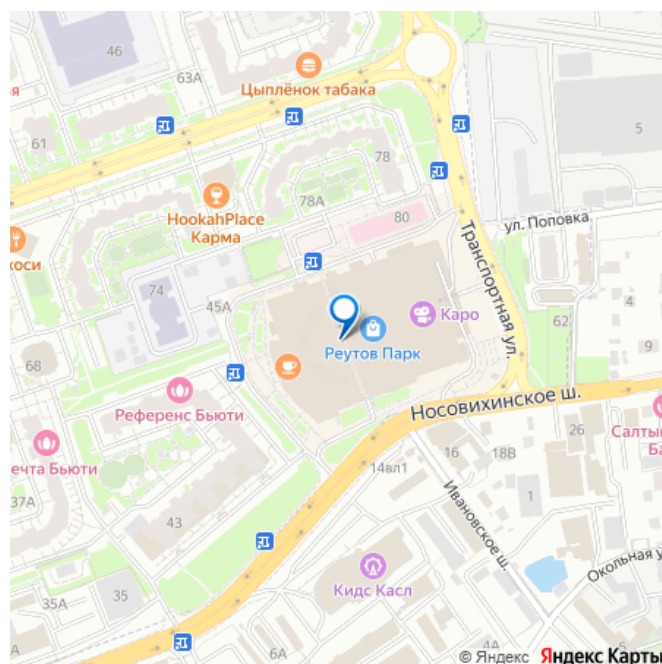 46
63А
Цыплёнок табака
61
5
78
HookahPlace
Карма
78А
80
ул. Поповка
Транспортная ул.
74
45А
Каро
4
62
9
Реутов Парк
68
Референс Бьюти
Носовихинское ш.
26
16
18В
14вл1
37А
43
1
Ивановское ш.
Кидс Касл
Окольная у
35
35А
6А
4А
© Яндекс Яндекс Карты